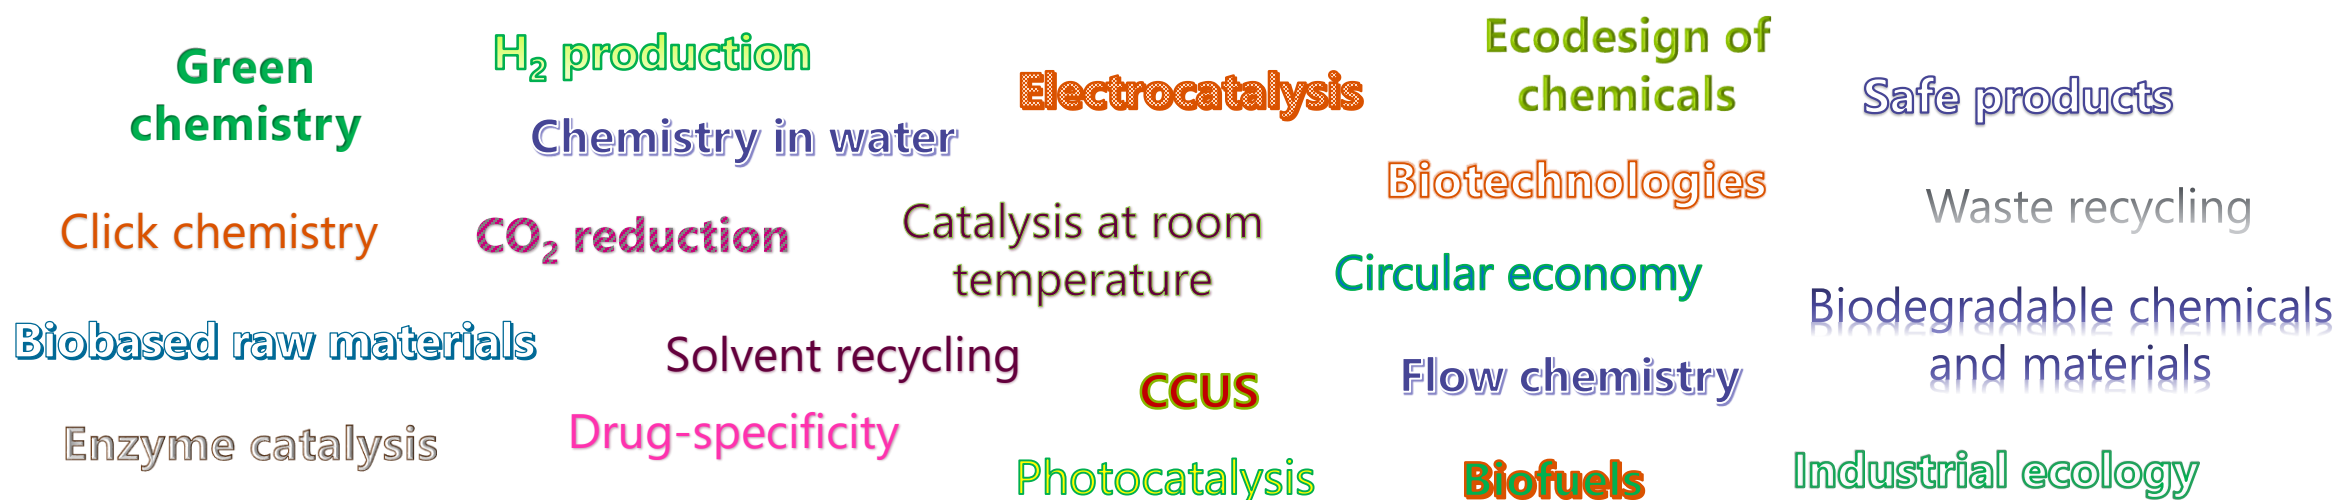 Green
chemistry
H₂ production
Chemistry in water
Electrocatalysis
Ecodesign of
chemicals
Safe products
Biotechnologies
Waste recycling
Click chemistry
CO₂ reduction
Catalysis at room
temperature
Circular economy
Biodegradable chemicals
and materials
Biobased raw materials
Solvent recycling
CCUS
Flow chemistry
Enzyme catalysis
Drug-specificity
Photocatalysis
Biofuels
Industrial ecology